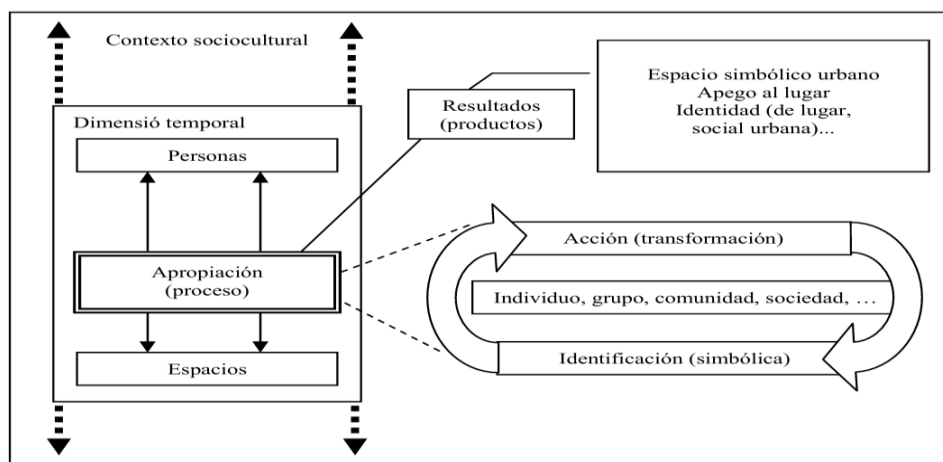 Contexto sociocultural
Dimensió temporal
Personas
Apropiación
(proceso)
Espacios
Resultados
(productos)
Espacio simbólico urbano
Apego al lugar
Identidad (de lugar,
social urbana)...
Acción (transformación)
Individuo, grupo, comunidad, sociedad, …
Identificación (simbólica)